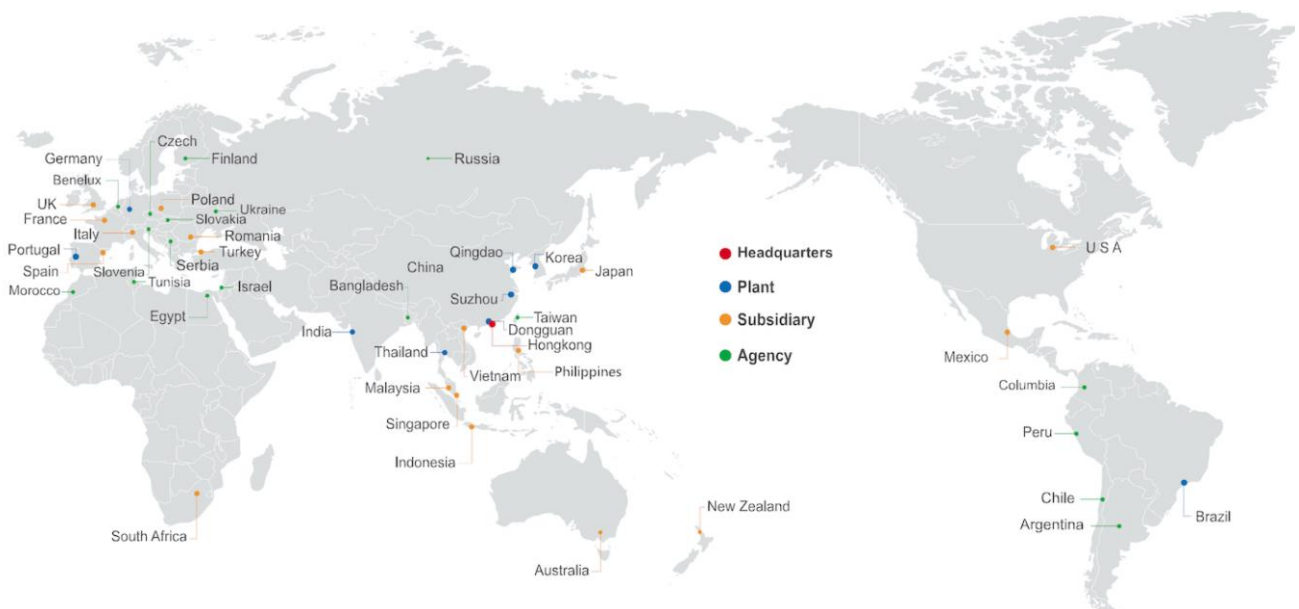 Czech
Germany
Finland
Russia
Benelux
Poland
UK
Ukraine
France
Slovakia
Italy
Romania
Portugal
Turkey
Spain
Slovenia
Serbia
Tunisia
Morocco
Israel
Egypt
Qingdao
Korea
China
Japan
Bangladesh
Suzhou
India
Taiwan
Dongguan
Thailand
Hongkong
Vietnam
Philippines
Malaysia
Singapore
Indonesia
South Africa
Australia
New Zealand
Headquarters
Plant
Subsidiary
Agency
U S A
Mexico
Columbia
Peru
Chile
Argentina
Brazil